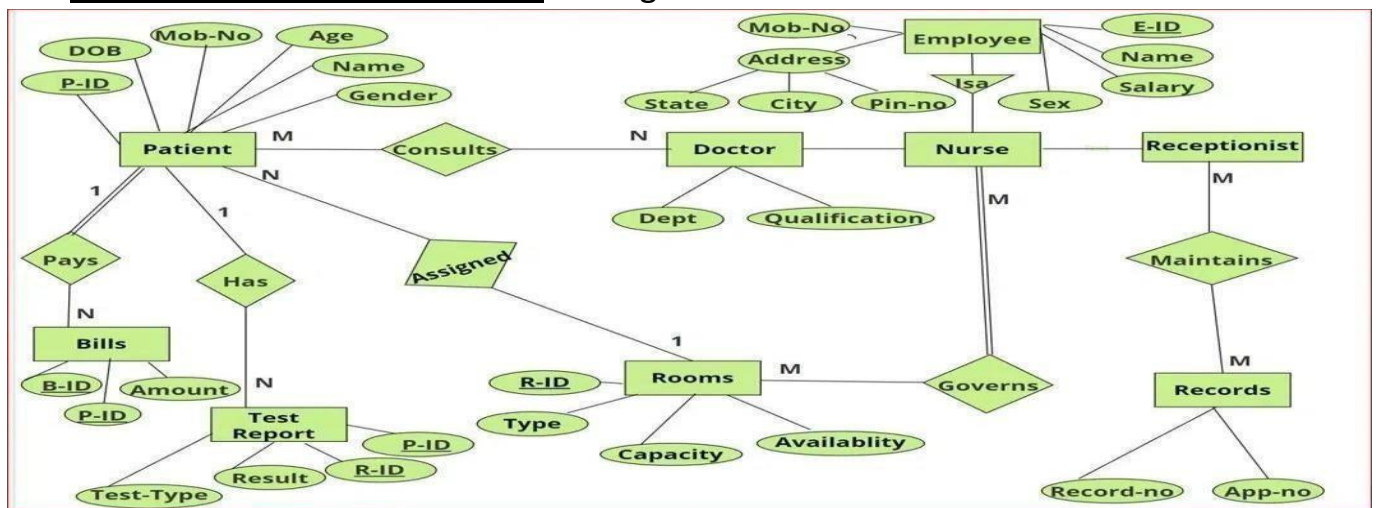 Mob-No
Age
DOB
Name
P-ID
Gender
Patient
M
Consults
N
Doctor
Dept
Qualification
Mob-No
Employee
E-ID
Address
Name
Isa
Salary
State
City
Pin-no
Sex
Nurse
Receptionist
1
Pays
N
Bills
B-ID
Amount
P-ID
1
Has
N
Test
Report
P-ID
R-ID
Result
Test-Type
N
Assigned
1
Rooms
R-ID
Type
Capacity
Availablity
M
Governs
M
M
Maintains
M
Records
Record-no
App-no